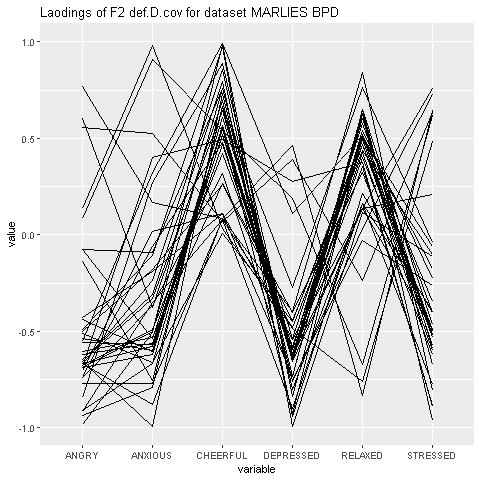 Laodings of F2 def.D.cov for dataset MARLIES BPD
1.0
0.5
0.0
-0.5
-1.0
value
ANGRY ANXIOUS CHEERFUL DEPRESSED RELAXED STRESSED
variable